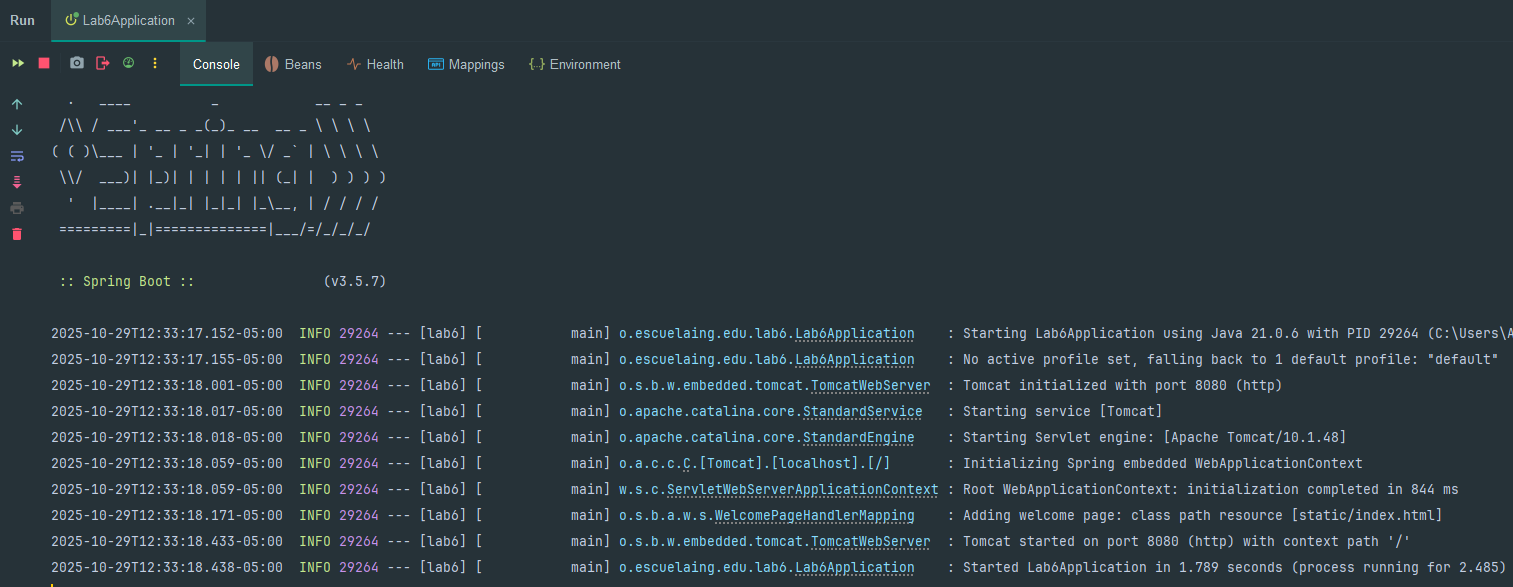 Run Lab6Application ×
Console Beans Health Mappings Environment
  .   ____          _            __ _ _
 /\\ / ___'_ __ _ _(_)_ __  __ _ \ \ \ \
( ( )\___ | '_ | '_| | '_ \/ _` | \ \ \ \
 \\/  ___)| |_)| | | | | || (_| |  ) ) ) )
  '  |____| .__|_| |_|_| |_\__, | / / / /
 =========|_|==============|___/=/_/_/_/
 :: Spring Boot ::                (v3.5.7)
2025-10-29T12:33:17.152-05:00  INFO 29264 --- [lab6] [           main] o.escuelaing.edu.lab6.Lab6Application    : Starting Lab6Application using Java 21.0.6 with PID 29264 (C:\Users\A
2025-10-29T12:33:17.155-05:00  INFO 29264 --- [lab6] [           main] o.escuelaing.edu.lab6.Lab6Application    : No active profile set, falling back to 1 default profile: "default"
2025-10-29T12:33:18.001-05:00  INFO 29264 --- [lab6] [           main] o.s.b.w.embedded.tomcat.TomcatWebServer  : Tomcat initialized with port 8080 (http)
2025-10-29T12:33:18.017-05:00  INFO 29264 --- [lab6] [           main] o.apache.catalina.core.StandardService   : Starting service [Tomcat]
2025-10-29T12:33:18.018-05:00  INFO 29264 --- [lab6] [           main] o.apache.catalina.core.StandardEngine    : Starting Servlet engine: [Apache Tomcat/10.1.48]
2025-10-29T12:33:18.059-05:00  INFO 29264 --- [lab6] [           main] o.a.c.c.C.[Tomcat].[localhost].[/]       : Initializing Spring embedded WebApplicationContext
2025-10-29T12:33:18.059-05:00  INFO 29264 --- [lab6] [           main] w.s.c.ServletWebServerApplicationContext : Root WebApplicationContext: initialization completed in 844 ms
2025-10-29T12:33:18.171-05:00  INFO 29264 --- [lab6] [           main] o.s.b.a.w.s.WelcomePageHandlerMapping    : Adding welcome page: class path resource [static/index.html]
2025-10-29T12:33:18.433-05:00  INFO 29264 --- [lab6] [           main] o.s.b.w.embedded.tomcat.TomcatWebServer  : Tomcat started on port 8080 (http) with context path '/'
2025-10-29T12:33:18.438-05:00  INFO 29264 --- [lab6] [           main] o.escuelaing.edu.lab6.Lab6Application    : Started Lab6Application in 1.789 seconds (process running for 2.485)